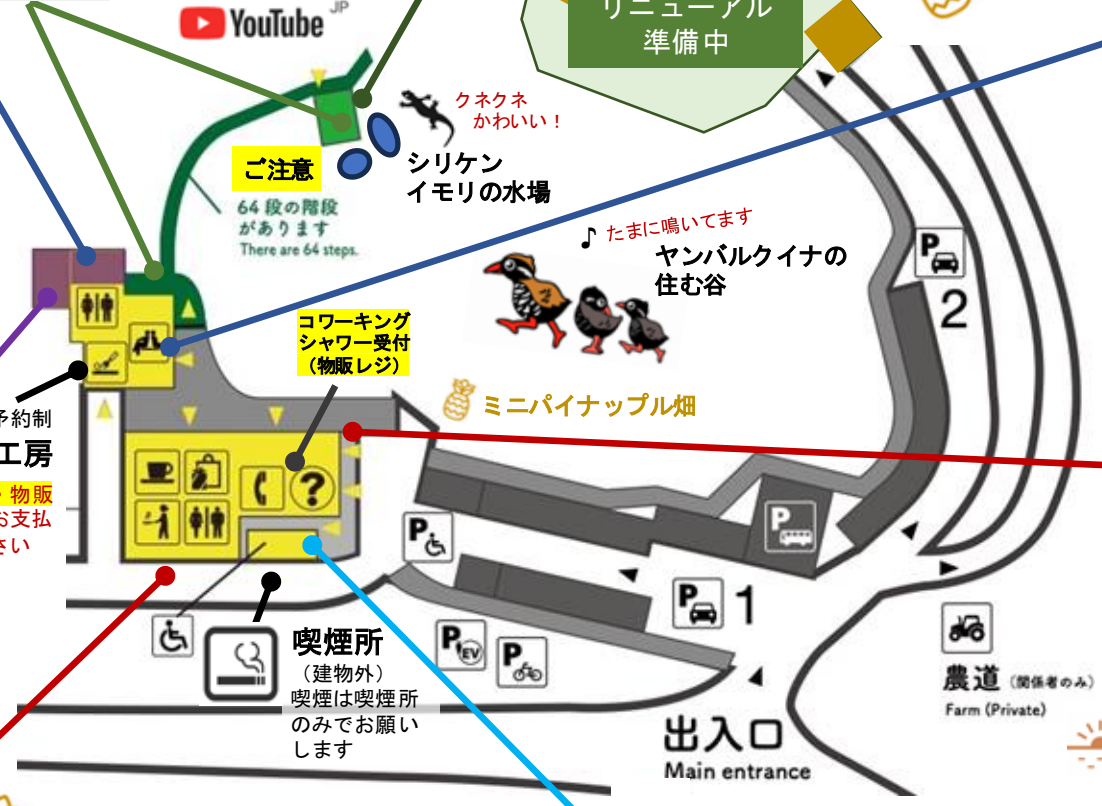 YouTube
JP
リニューアル
準備中
クネクネ
かわいい！
シリケン
イモリの水場
ご注意
64 段の階段
があります
There are 64 steps.
♪ たまに鳴いてます
ヤンバルクイナの
住む谷
P
2
コワーキング
シャワー受付
（物販レジ）
ミニパイナップル畑
予約制
工房
物販
お支払
さい
?
P
P
P
1
P
EV
P
喫煙所
（建物外）
喫煙は喫煙所
のみでお願い
します
農道（関係者のみ）
Farm (Private)
出入口
Main entrance